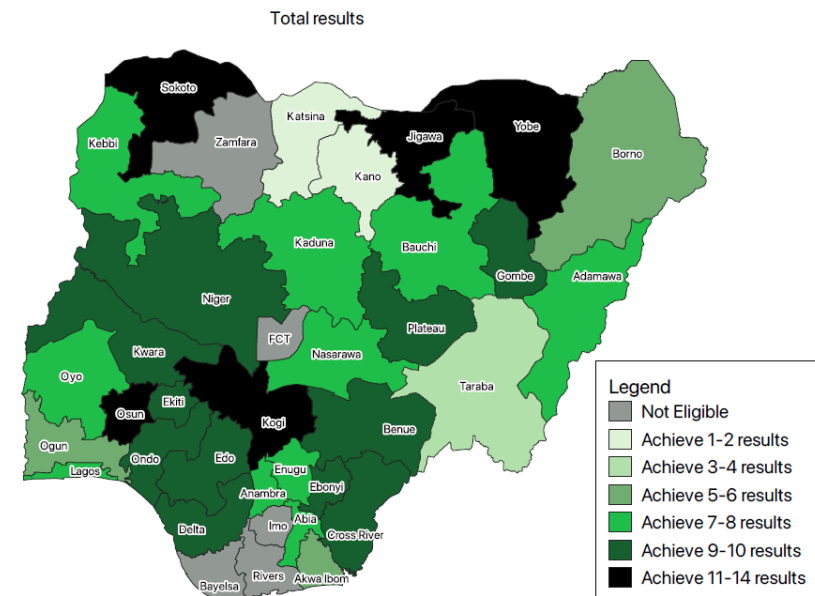 Total results
Sokoto
Katsina
Zamfara
Jigawa
Yobe
Kebbi
Borno
Kano
Kaduna
Bauchi
Gombe
Adamawa
Niger
Plateau
FCT
Nasarawa
Kwara
Oyo
Taraba
Ekiti
Osun
Kogi
Benue
Ogun
Ondo
Edo
Lagos
Enugu
Ebonyi
Anambra
Abia
Imo
Delta
Cross River
Rivers
Akwa Ibom
Bayelsa
Legend
Not Eligible
Achieve 1-2 results
Achieve 3-4 results
Achieve 5-6 results
Achieve 7-8 results
Achieve 9-10 results
Achieve 11-14 results